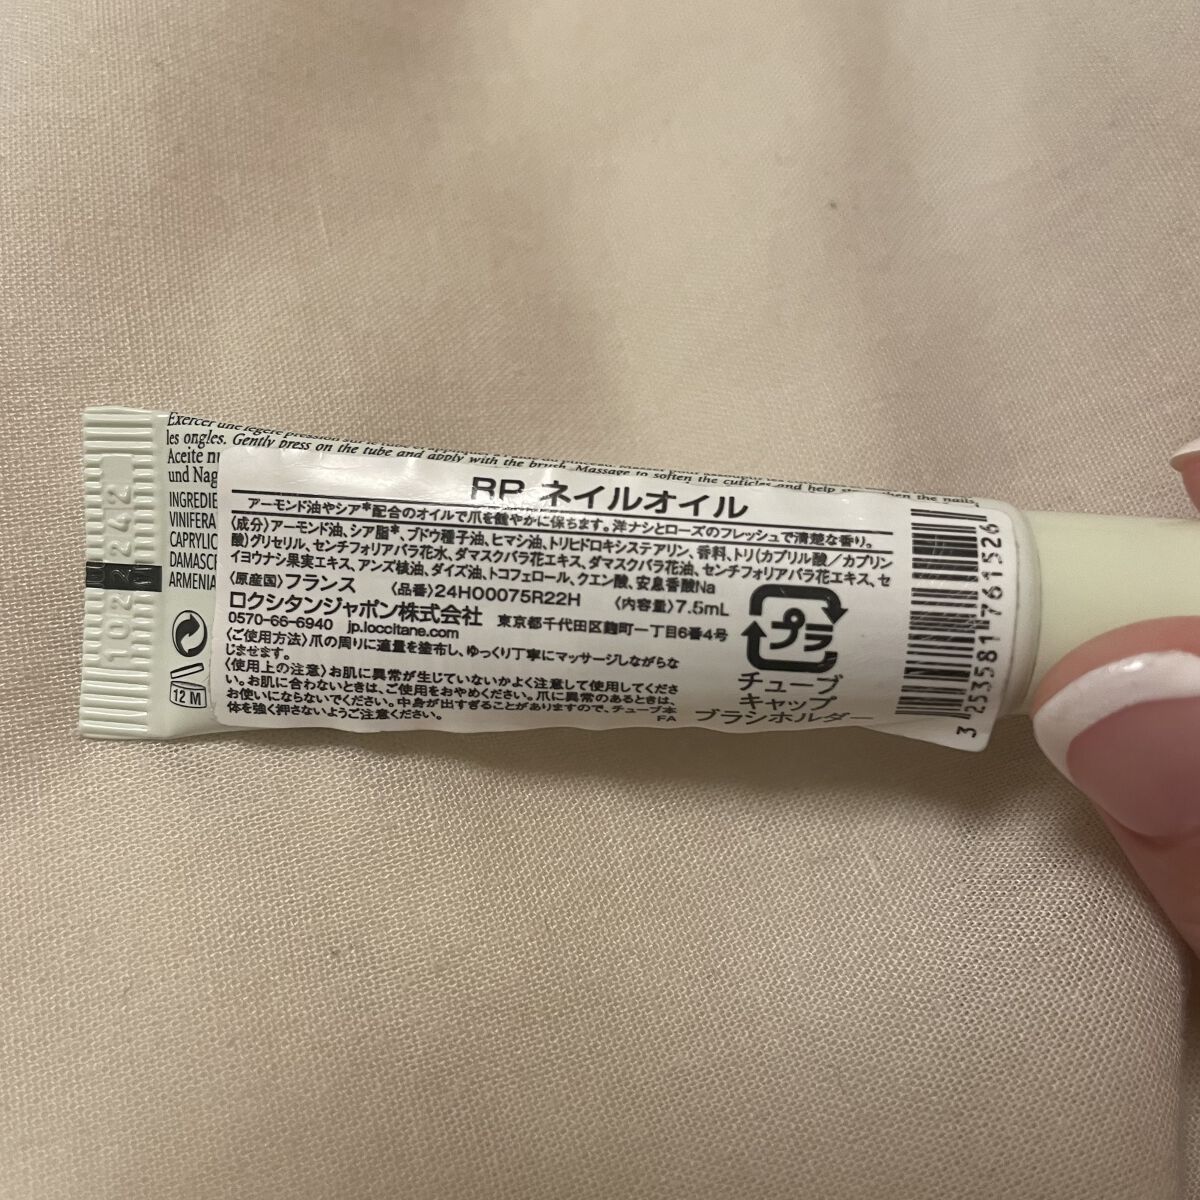 Exercer une légère pression sur le tube et appliquer
les ongles. Gently press on the tube and apply with the brush. Massage to soften the cuticles and help strengthen the nails.
Aceite nu
und Nag
INGREDIE
VINIFERA
CAPRYLIC
DAMASC
ARMENIA
102 242
12 M
RP ネイルオイル
アーモンド油やシア*配合のオイルで爪を健やかに保ちます。洋ナシとローズのフレッシュで清楚な香り。
〈成分〉アーモンド油、シア脂*、ブドウ種子油、ヒマシ油、トリヒドロキシステアリン、香料、トリ(カプリル酸／カプリン
酸)グリセリル、センチフォリアバラ花水、ダマスクバラ花エキス、ダマスクバラ花油、センチフォリアバラ花エキス、セ
イヨウナシ果実エキス、アンズ核油、ダイズ油、トコフェロール、クエン酸、安息香酸Na
〈原産国〉フランス 〈品番〉24H00075R22H 〈内容量〉7.5mL
ロクシタンジャポン株式会社 東京都千代田区麹町一丁目6番4号
0570-66-6940 jp.loccitane.com
〈ご使用方法〉爪の周りに適量を塗布し、ゆっくり丁寧にマッサージしながらな
じませます。
〈使用上の注意〉お肌に異常が生じていないかよく注意して使用してくださ
い。お肌に合わないときは、ご使用をおやめください。爪に異常のあるときは、
お使いにならないでください。中身が出すぎることがありますので、チューブ本
体を強く押さないようご注意ください。
FA
プラ
チューブ
キャップ
ブラシホルダー
3 253581 761526